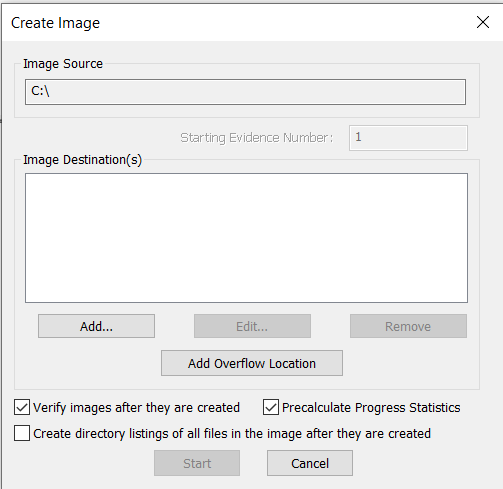 Create Image
Image Source
C:\
Starting Evidence Number: 1
Image Destination(s)
Add... Edit... Remove
Add Overflow Location
Verify images after they are created Precalculate Progress Statistics
Create directory listings of all files in the image after they are created
Start Cancel